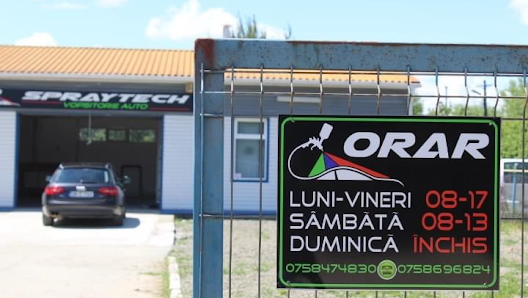 SPRAYTECH
VOPSITORIE AUTO
ORAR
LUNI-VINERI 08-17
SÂMBĂTĂ 08-13
DUMINICĂ ÎNCHIS
0758474830 0758696824